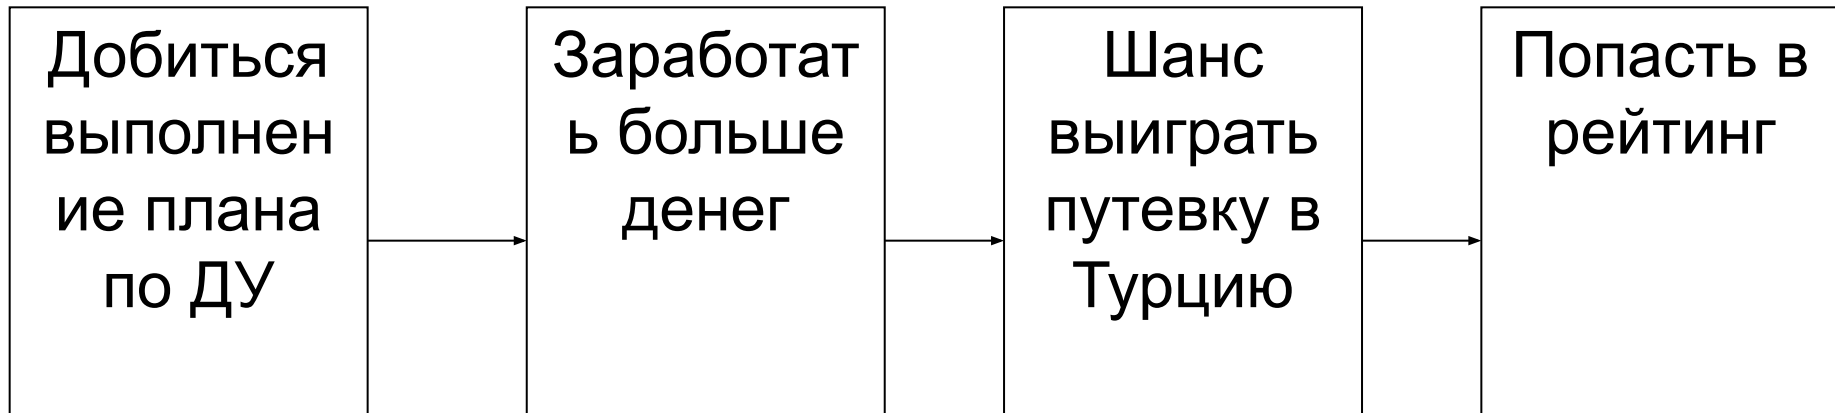 Добиться
выполнен
ие плана
по ДУ
Заработат
ь больше
денег
Шанс
выиграть
путевку в
Турцию
Попасть в
рейтинг